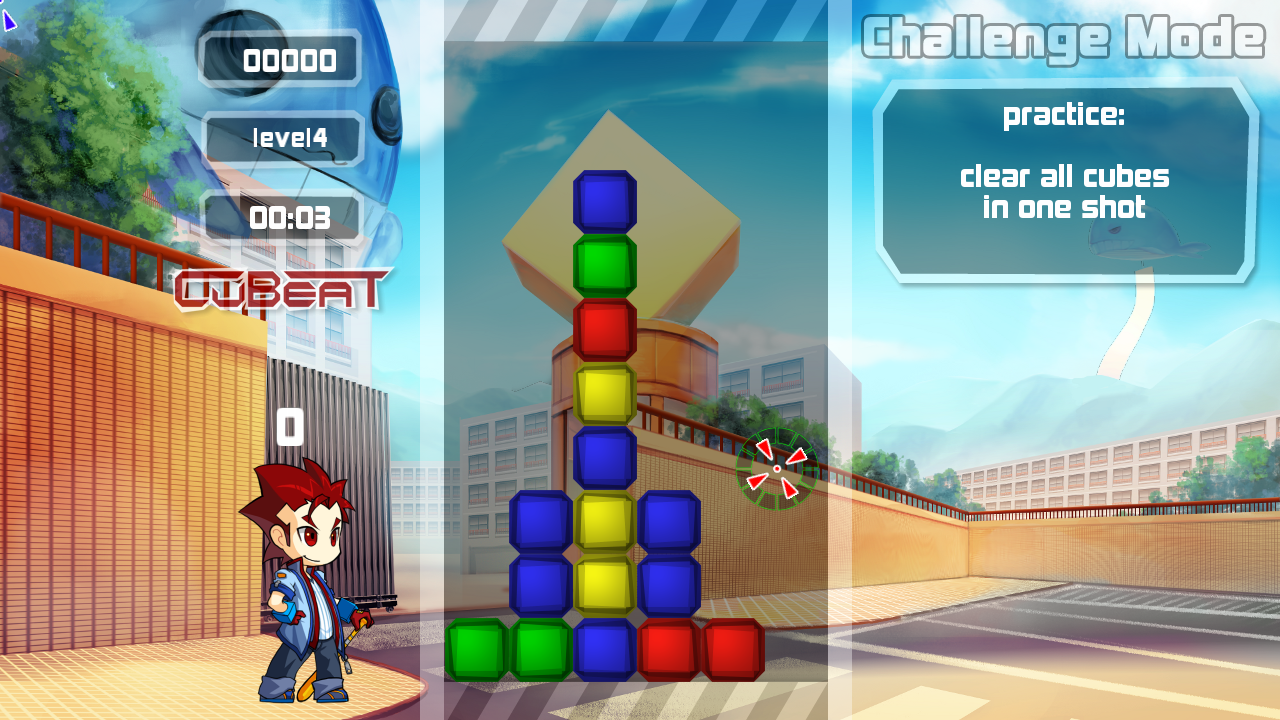 00000
level4
00:03
CUBEAT
0
Challenge Mode
practice:
clear all cubes
in one shot